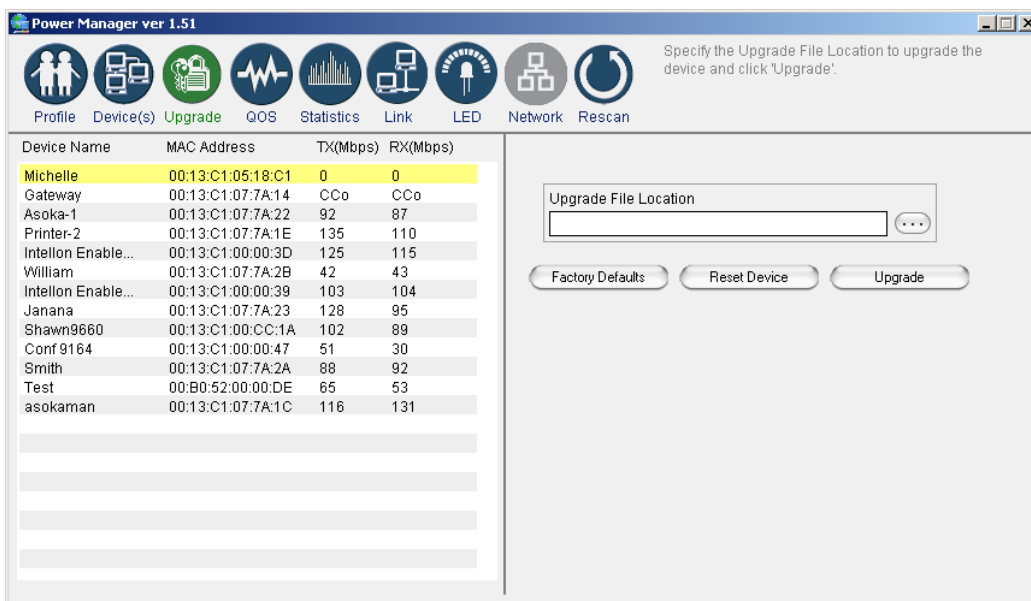 Power Manager ver 1.51
Specify the Upgrade File Location to upgrade the
device and click 'Upgrade'.
Profile Device(s) Upgrade QOS Statistics Link LED Network Rescan
Device Name MAC Address TX(Mbps) RX(Mbps)
Michelle 00:13:C1:05:18:C1 0 0
Gateway 00:13:C1:07:7A:14 CCo CCo
Asoka-1 00:13:C1:07:7A:22 92 87
Printer-2 00:13:C1:07:7A:1E 135 110
Intellon Enable... 00:13:C1:00:00:3D 125 115
William 00:13:C1:07:7A:2B 42 43
Intellon Enable... 00:13:C1:00:00:39 103 104
Janana 00:13:C1:07:7A:23 128 95
Shawn9660 00:13:C1:00:CC:1A 102 89
Conf 9164 00:13:C1:00:00:47 51 30
Smith 00:13:C1:07:7A:2A 88 92
Test 00:B0:52:00:00:DE 65 53
asokaman 00:13:C1:07:7A:1C 116 131
Upgrade File Location
...
Factory Defaults Reset Device Upgrade